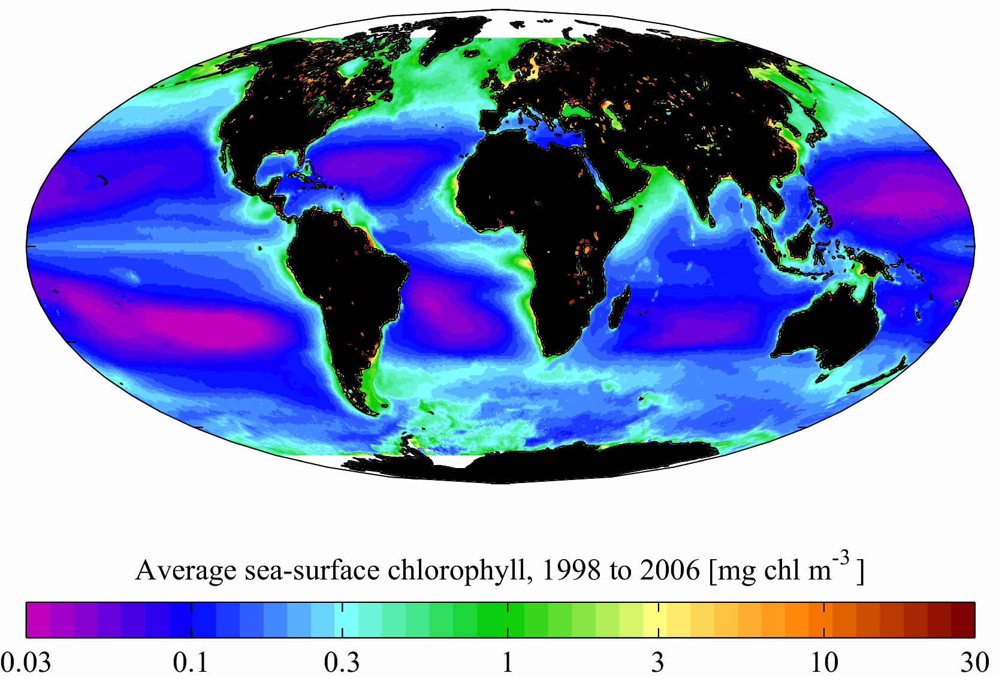 Average sea-surface chlorophyll, 1998 to 2006 [mg chl m-3 ]
0.03 0.1 0.3 1 3 10 30